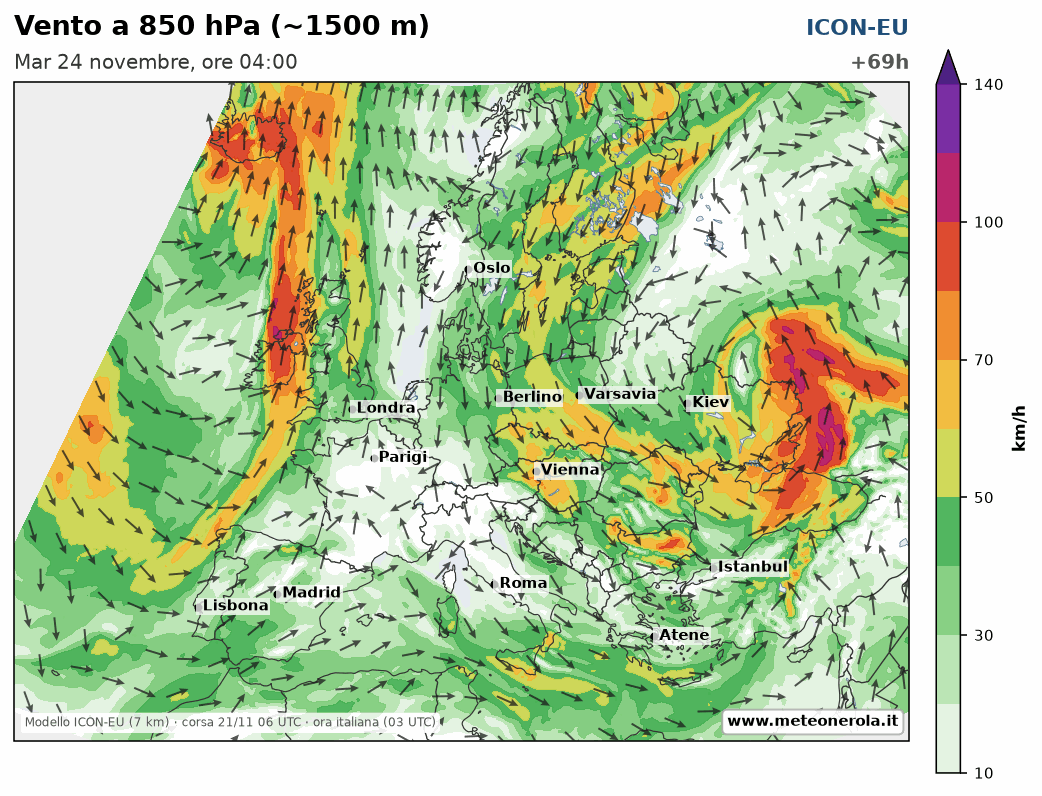 Vento a 850 hPa (~1500 m)
ICON-EU
Mar 24 novembre, ore 04:00
+69h
140
100
70
50
30
10
km/h
Oslo
Londra
Berlino
Varsavia
Kiev
Parigi
Vienna
Istanbul
Roma
Madrid
Lisbona
Atene
Modello ICON-EU (7 km) · corsa 21/11 06 UTC · ora italiana (03 UTC)
www.meteonerola.it